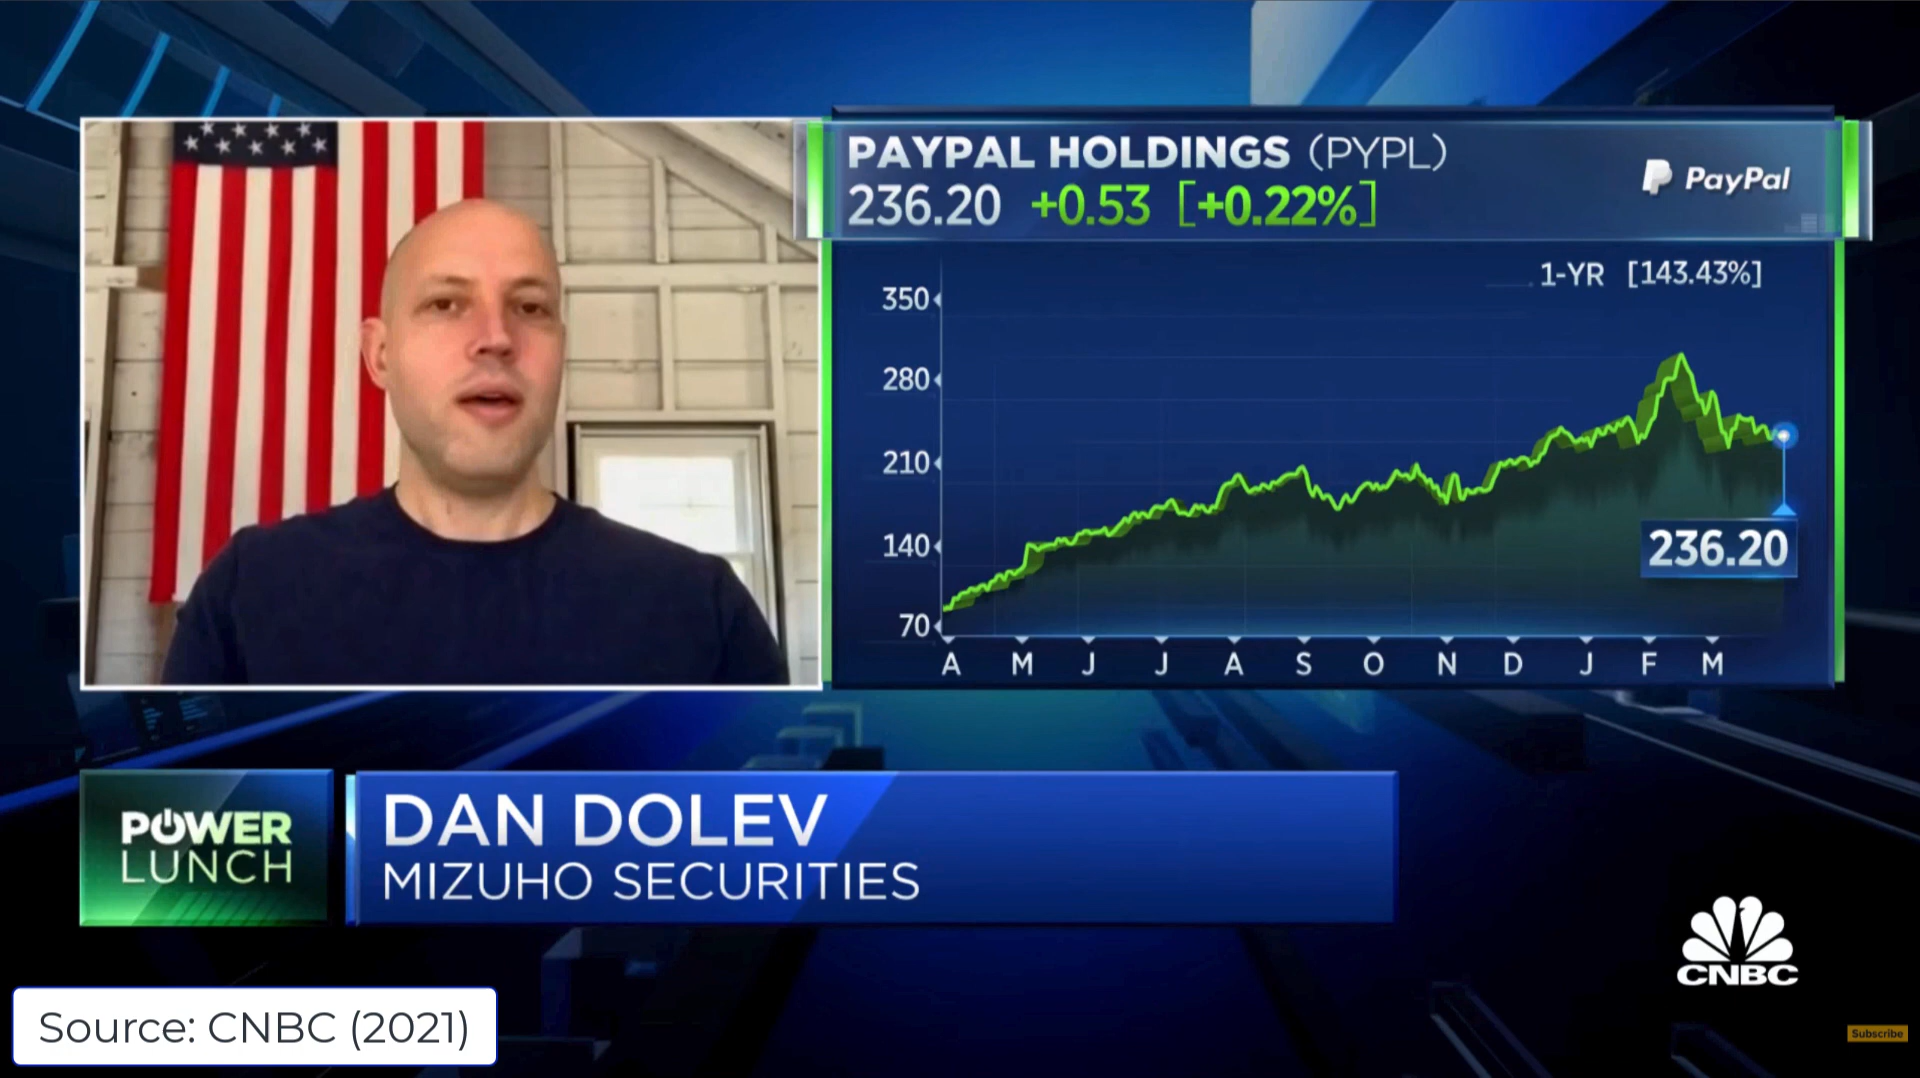 PAYPAL HOLDINGS (PYPL)
236.20 +0.53 [+0.22%]
PayPal
1-YR [143.43%]
350
280
210
140
70
236.20
A M J J A S O N D J F M
POWER
LUNCH
DAN DOLEV
MIZUHO SECURITIES
CNBC
Source: CNBC (2021)
Subscribe